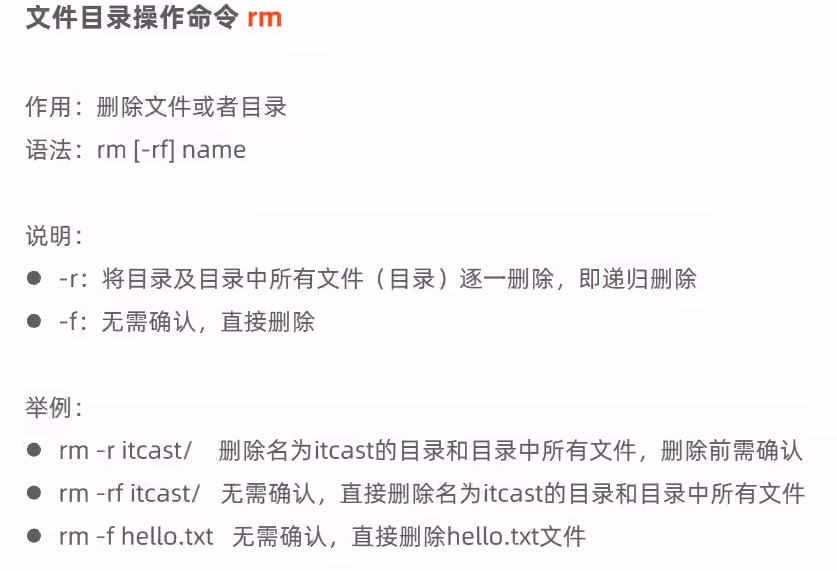 文件目录操作命令 rm
作用：删除文件或者目录
语法：rm [-rf] name
说明：
● -r：将目录及目录中所有文件（目录）逐一删除，即递归删除
● -f：无需确认，直接删除
举例：
● rm –r itcast/ 删除名为itcast的目录和目录中所有文件，删除前需确认
● rm –rf itcast/ 无需确认，直接删除名为itcast的目录和目录中所有文件
● rm –f hello.txt 无需确认，直接删除hello.txt文件